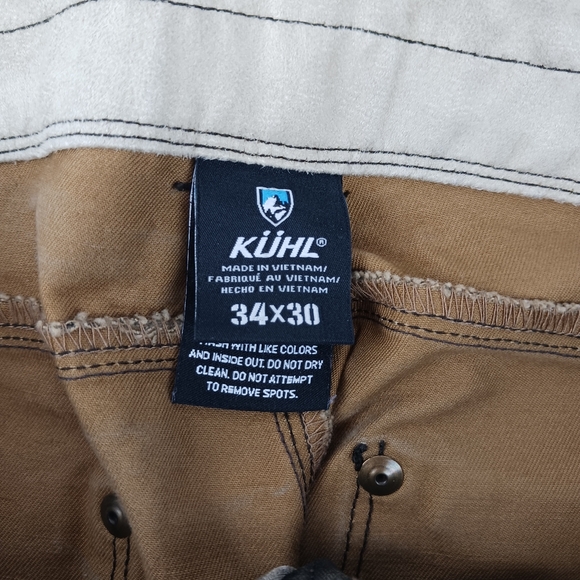 KÜHL®
MADE IN VIETNAM/
FABRIQUÉ AU VIETNAM/
HECHO EN VIETNAM
34x30
WASH WITH LIKE COLORS
AND INSIDE OUT. DO NOT DRY
CLEAN. DO NOT ATTEMPT
TO REMOVE SPOTS.